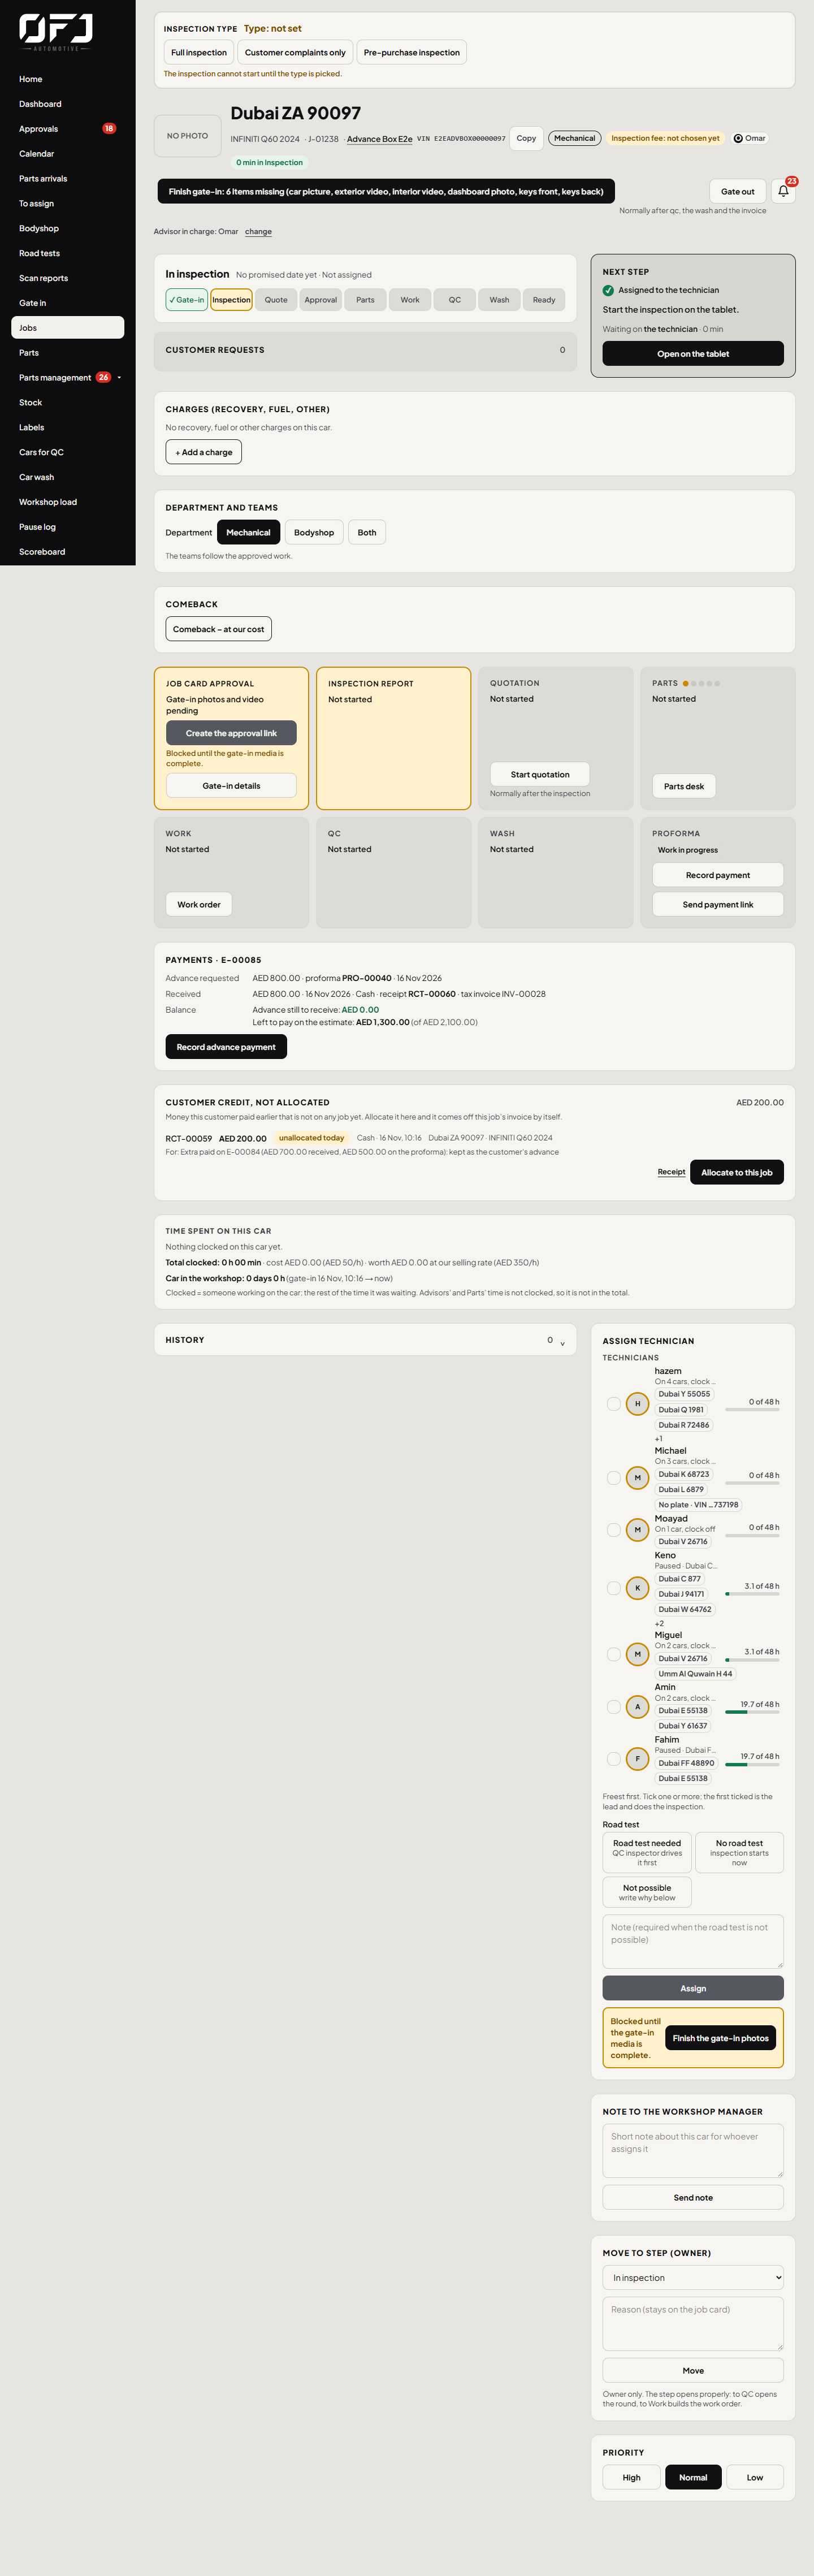 OFJ
AUTOMOTIVE
Home
Dashboard
Approvals 18
Calendar
Parts arrivals
To assign
Bodyshop
Road tests
Scan reports
Gate in
Jobs
Parts
Parts management 26
Stock
Labels
Cars for QC
Car wash
Workshop load
Pause log
Scoreboard
INSPECTION TYPE Type: not set
Full inspection Customer complaints only Pre-purchase inspection
The inspection cannot start until the type is picked.
NO PHOTO
Dubai ZA 90097
INFINITI Q60 2024 · J-01238 · Advance Box E2e VIN E2EADVBOX00000097 Copy Mechanical Inspection fee: not chosen yet Omar
0 min in Inspection
Finish gate-in: 6 items missing (car picture, exterior video, interior video, dashboard photo, keys front, keys back)
Gate out 23
Normally after qc, the wash and the invoice
Advisor in charge: Omar change
In inspection No promised date yet · Not assigned
✓ Gate-in Inspection Quote Approval Parts Work QC Wash Ready
CUSTOMER REQUESTS 0
NEXT STEP
✓ Assigned to the technician
Start the inspection on the tablet.
Waiting on the technician · 0 min
Open on the tablet
CHARGES (RECOVERY, FUEL, OTHER)
No recovery, fuel or other charges on this car.
+ Add a charge
DEPARTMENT AND TEAMS
Department Mechanical Bodyshop Both
The teams follow the approved work.
COMEBACK
Comeback – at our cost
JOB CARD APPROVAL
Gate-in photos and video
pending
Create the approval link
Blocked until the gate-in media is
complete.
Gate-in details
INSPECTION REPORT
Not started
QUOTATION
Not started
Start quotation
Normally after the inspection
PARTS
Not started
Parts desk
WORK
Not started
Work order
QC
Not started
WASH
Not started
PROFORMA
Work in progress
Record payment
Send payment link
PAYMENTS · E-00085
Advance requested AED 800.00 · proforma PRO-00040 · 16 Nov 2026
Received AED 800.00 · 16 Nov 2026 · Cash · receipt RCT-00060 · tax invoice INV-00028
Balance Advance still to receive: AED 0.00
Left to pay on the estimate: AED 1,300.00 (of AED 2,100.00)
Record advance payment
CUSTOMER CREDIT, NOT ALLOCATED AED 200.00
Money this customer paid earlier that is not on any job yet. Allocate it here and it comes off this job's invoice by itself.
RCT-00059 AED 200.00 unallocated today Cash · 16 Nov, 10:16 Dubai ZA 90097 · INFINITI Q60 2024
For: Extra paid on E-00084 (AED 700.00 received, AED 500.00 on the proforma): kept as the customer's advance
Receipt Allocate to this job
TIME SPENT ON THIS CAR
Nothing clocked on this car yet.
Total clocked: 0 h 00 min · cost AED 0.00 (AED 50/h) · worth AED 0.00 at our selling rate (AED 350/h)
Car in the workshop: 0 days 0 h (gate-in 16 Nov, 10:16 → now)
Clocked = someone working on the car; the rest of the time it was waiting. Advisors' and Parts' time is not clocked, so it is not in the total.
HISTORY 0
ASSIGN TECHNICIAN
TECHNICIANS
hazem
On 4 cars, clock ...
H Dubai Y 55055 0 of 48 h
Dubai Q 1981
Dubai R 72486
+1
Michael
On 3 cars, clock ...
M Dubai K 68723 0 of 48 h
Dubai L 6879
No plate · VIN ...737198
Moayad
M On 1 car, clock off 0 of 48 h
Dubai V 26716
Keno
Paused · Dubai C...
K Dubai C 877 3.1 of 48 h
Dubai J 94171
Dubai W 64762
+2
Miguel
On 2 cars, clock ...
M Dubai V 26716 3.1 of 48 h
Umm Al Quwain H 44
Amin
On 2 cars, clock ...
A Dubai E 55138 19.7 of 48 h
Dubai Y 61637
Fahim
Paused · Dubai F...
F Dubai FF 48890 19.7 of 48 h
Dubai E 55138
Freest first. Tick one or more; the first ticked is the
lead and does the inspection.
Road test
Road test needed
QC inspector drives
it first
No road test
inspection starts
now
Not possible
write why below
Note (required when the road test is not
possible)
Assign
Blocked until
the gate-in
media is
complete.
Finish the gate-in photos
NOTE TO THE WORKSHOP MANAGER
Short note about this car for whoever
assigns it
Send note
MOVE TO STEP (OWNER)
In inspection
Reason (stays on the job card)
Move
Owner only. The step opens properly: to QC opens
the round, to Work builds the work order.
PRIORITY
High Normal Low